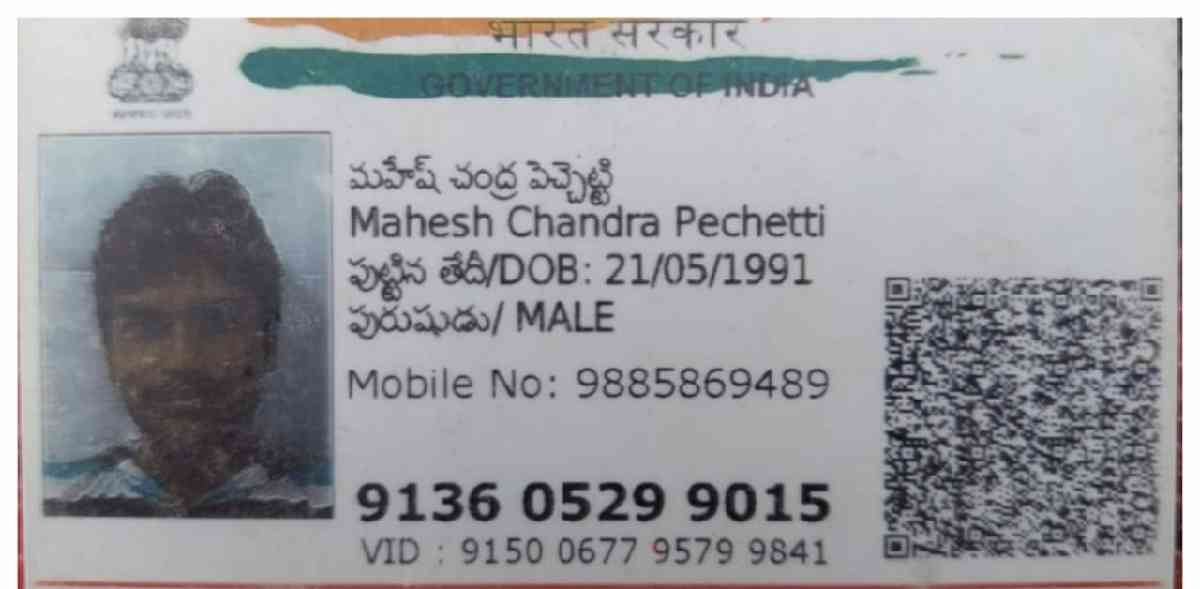 भारत सरकार
GOVERNMENT OF INDIA
మహేష్ చంద్ర పెచ్చెట్టి
Mahesh Chandra Pechetti
పుట్టిన తేదీ/DOB: 21/05/1991
పురుషుడు/ MALE
Mobile No: 9885869489
9136 0529 9015
VID : 9150 0677 9579 9841